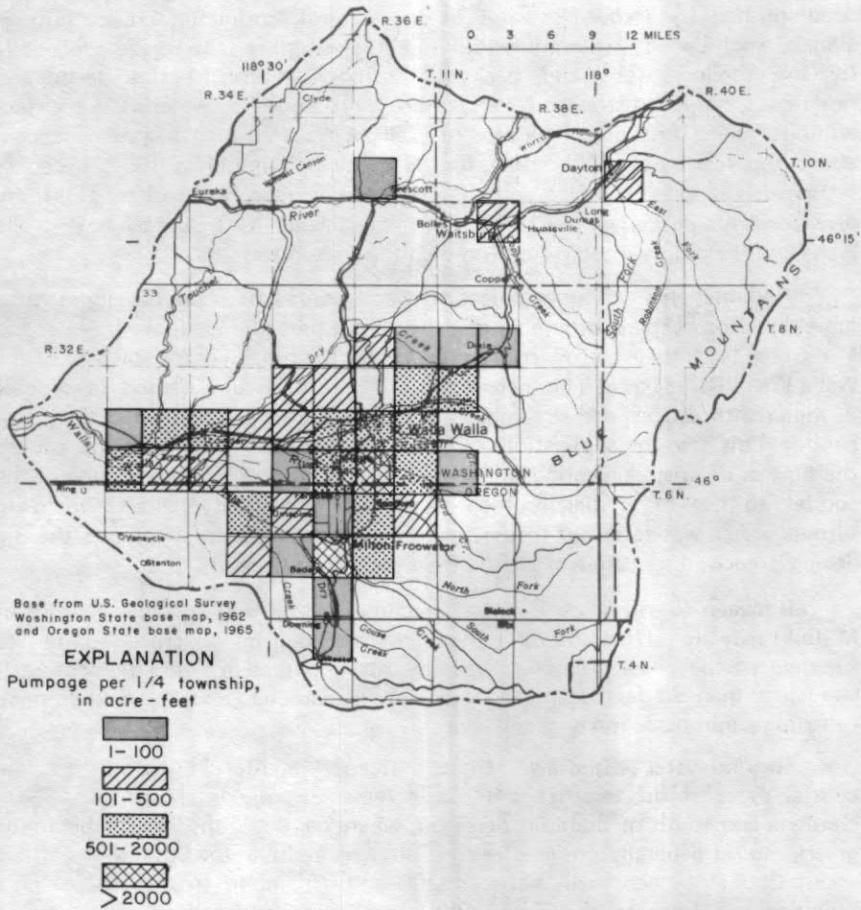 R. 36 E.
0 3 6 9 12 MILES
118° 30'
T. 11 N.
118°
R. 34 E.
Clyde
R. 38 E.
R. 40 E.
Dayton
T. 10 N.
Eureka
Prescott
River
Bolles
Waitsburg
Huntsville
Long
East
Fork
46° 15'
Touchet
33
Dry
Creek
Coppei
Creek
South Fork
Robinson
Fork
R. 32 E.
Dixie
T. 8 N.
MOUNTAINS
Walla
Walla Walla
BLUE
WASHINGTON
OREGON
46°
T. 6 N.
Vansycle
Stanton
Milton Freewater
North Fork
Dry
Creek
Couse
Creek
South
Fork
T. 4 N.
Base from U.S. Geological Survey
Washington State base map, 1962
and Oregon State base map, 1965
EXPLANATION
Pumpage per 1/4 township,
in acre-feet
1-100
101-500
501-2000
>2000